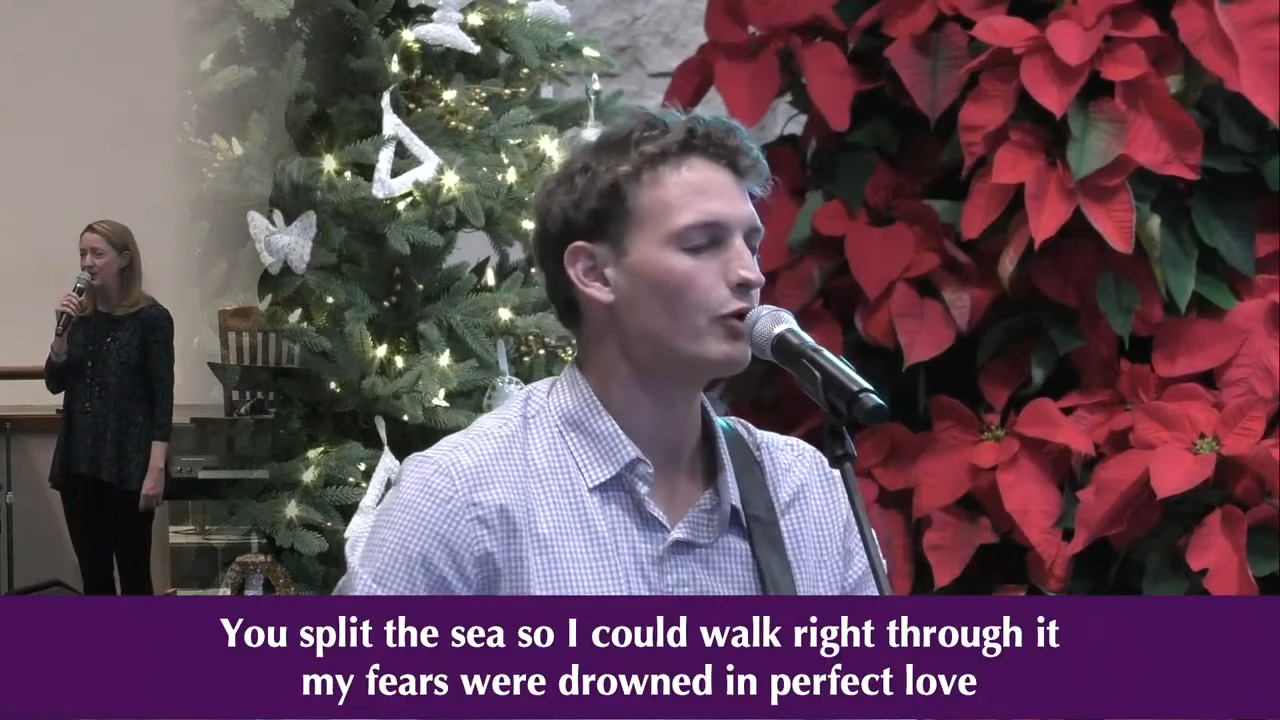 You split the sea so I could walk right through it
my fears were drowned in perfect love